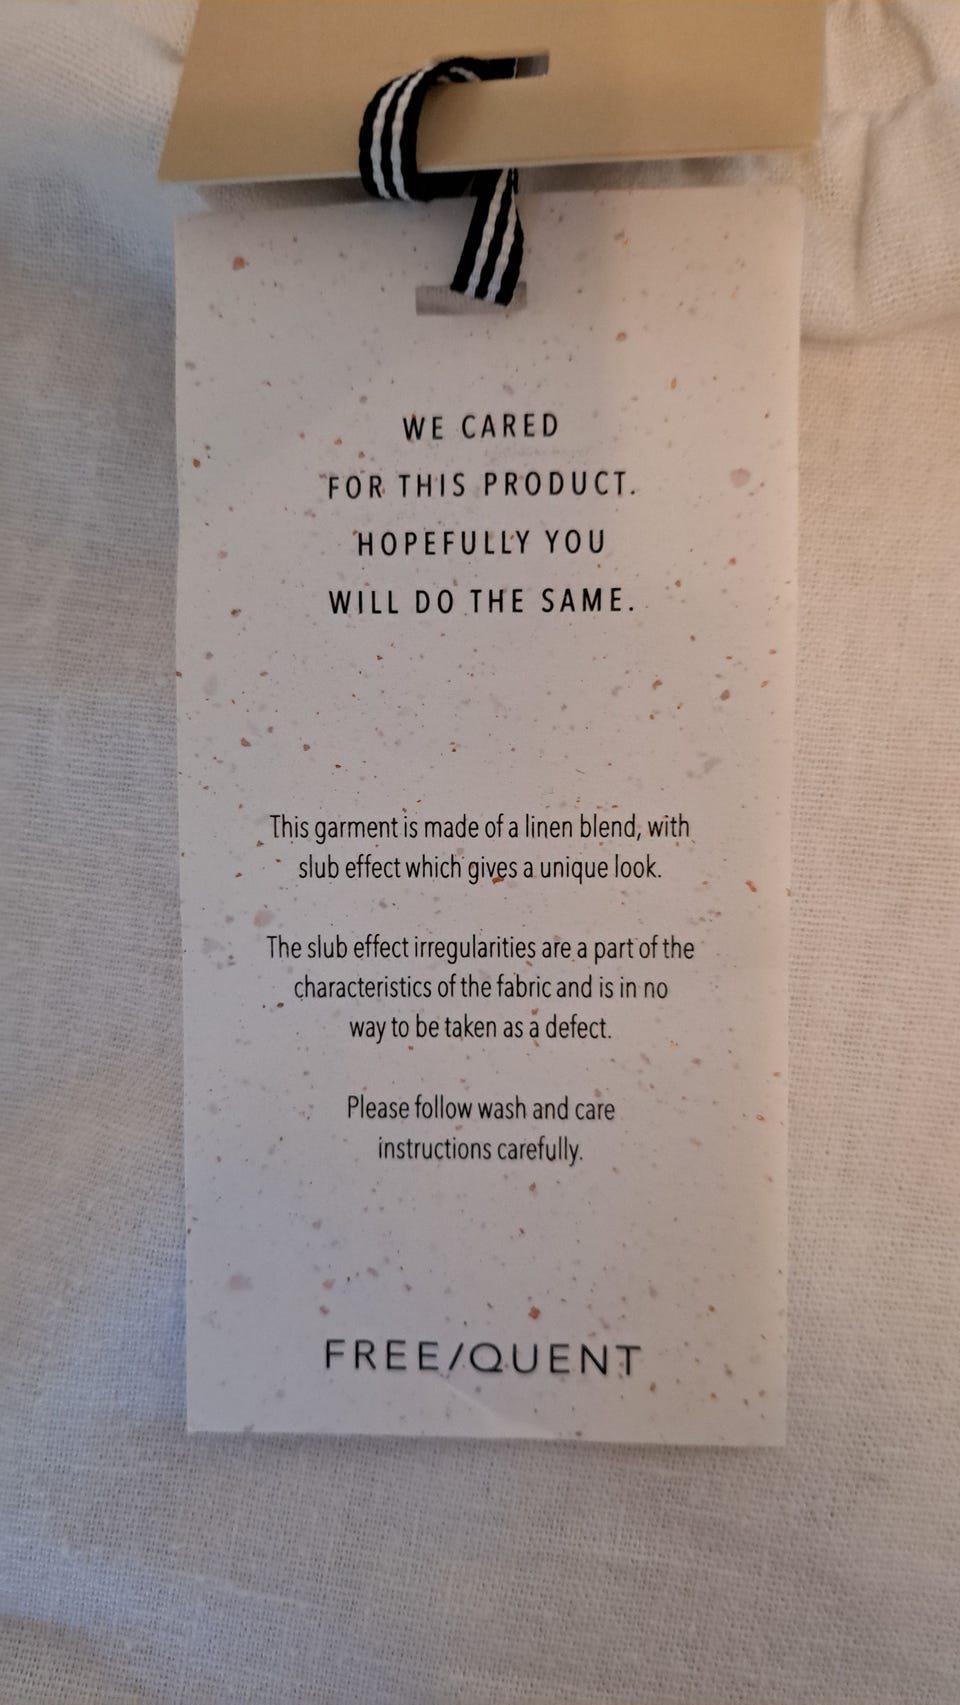 WE CARED
FOR THIS PRODUCT.
HOPEFULLY YOU
WILL DO THE SAME.
This garment is made of a linen blend, with
slub effect which gives a unique look.
The slub effect irregularities are a part of the
characteristics of the fabric and is in no
way to be taken as a defect.
Please follow wash and care
instructions carefully.
FREE/QUENT